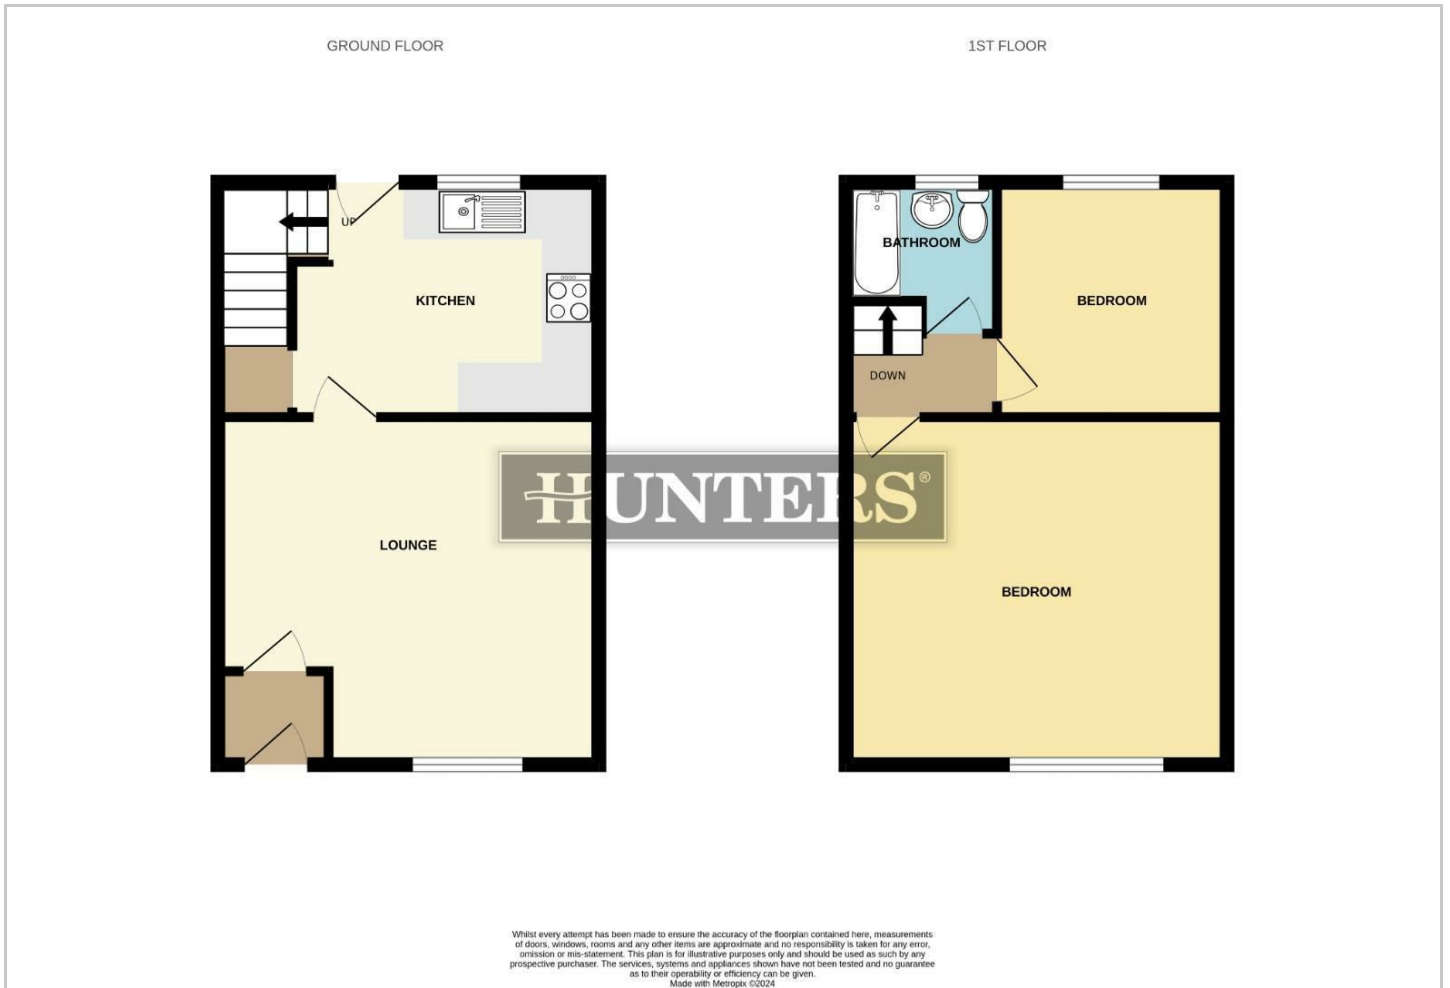 GROUND FLOOR
1ST FLOOR
UP
KITCHEN
LOUNGE
BATHROOM
BEDROOM
DOWN
BEDROOM
HUNTERS®
Whilst every attempt has been made to ensure the accuracy of the floorplan contained here, measurements
of doors, windows, rooms and any other items are approximate and no responsibility is taken for any error,
omission or mis-statement. This plan is for illustrative purposes only and should be used as such by any
prospective purchaser. The services, systems and appliances shown have not been tested and no guarantee
as to their operability or efficiency can be given.
Made with Metropix ©2024